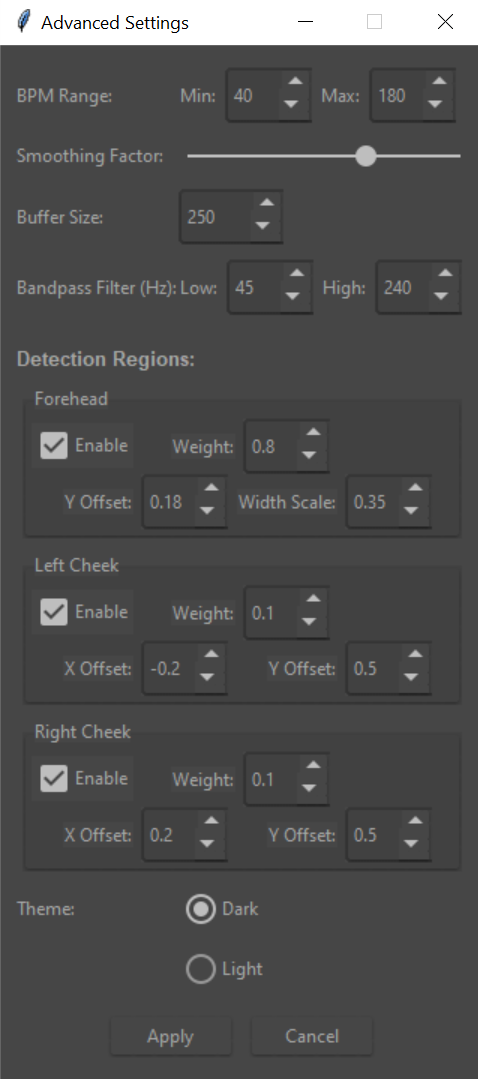 Advanced Settings
BPM Range: Min: 40 Max: 180
Smoothing Factor:
Buffer Size: 250
Bandpass Filter (Hz): Low: 45 High: 240
Detection Regions:
Forehead
Enable Weight: 0.8
Y Offset: 0.18 Width Scale: 0.35
Left Cheek
Enable Weight: 0.1
X Offset: -0.2 Y Offset: 0.5
Right Cheek
Enable Weight: 0.1
X Offset: 0.2 Y Offset: 0.5
Theme: Dark
Light
Apply Cancel